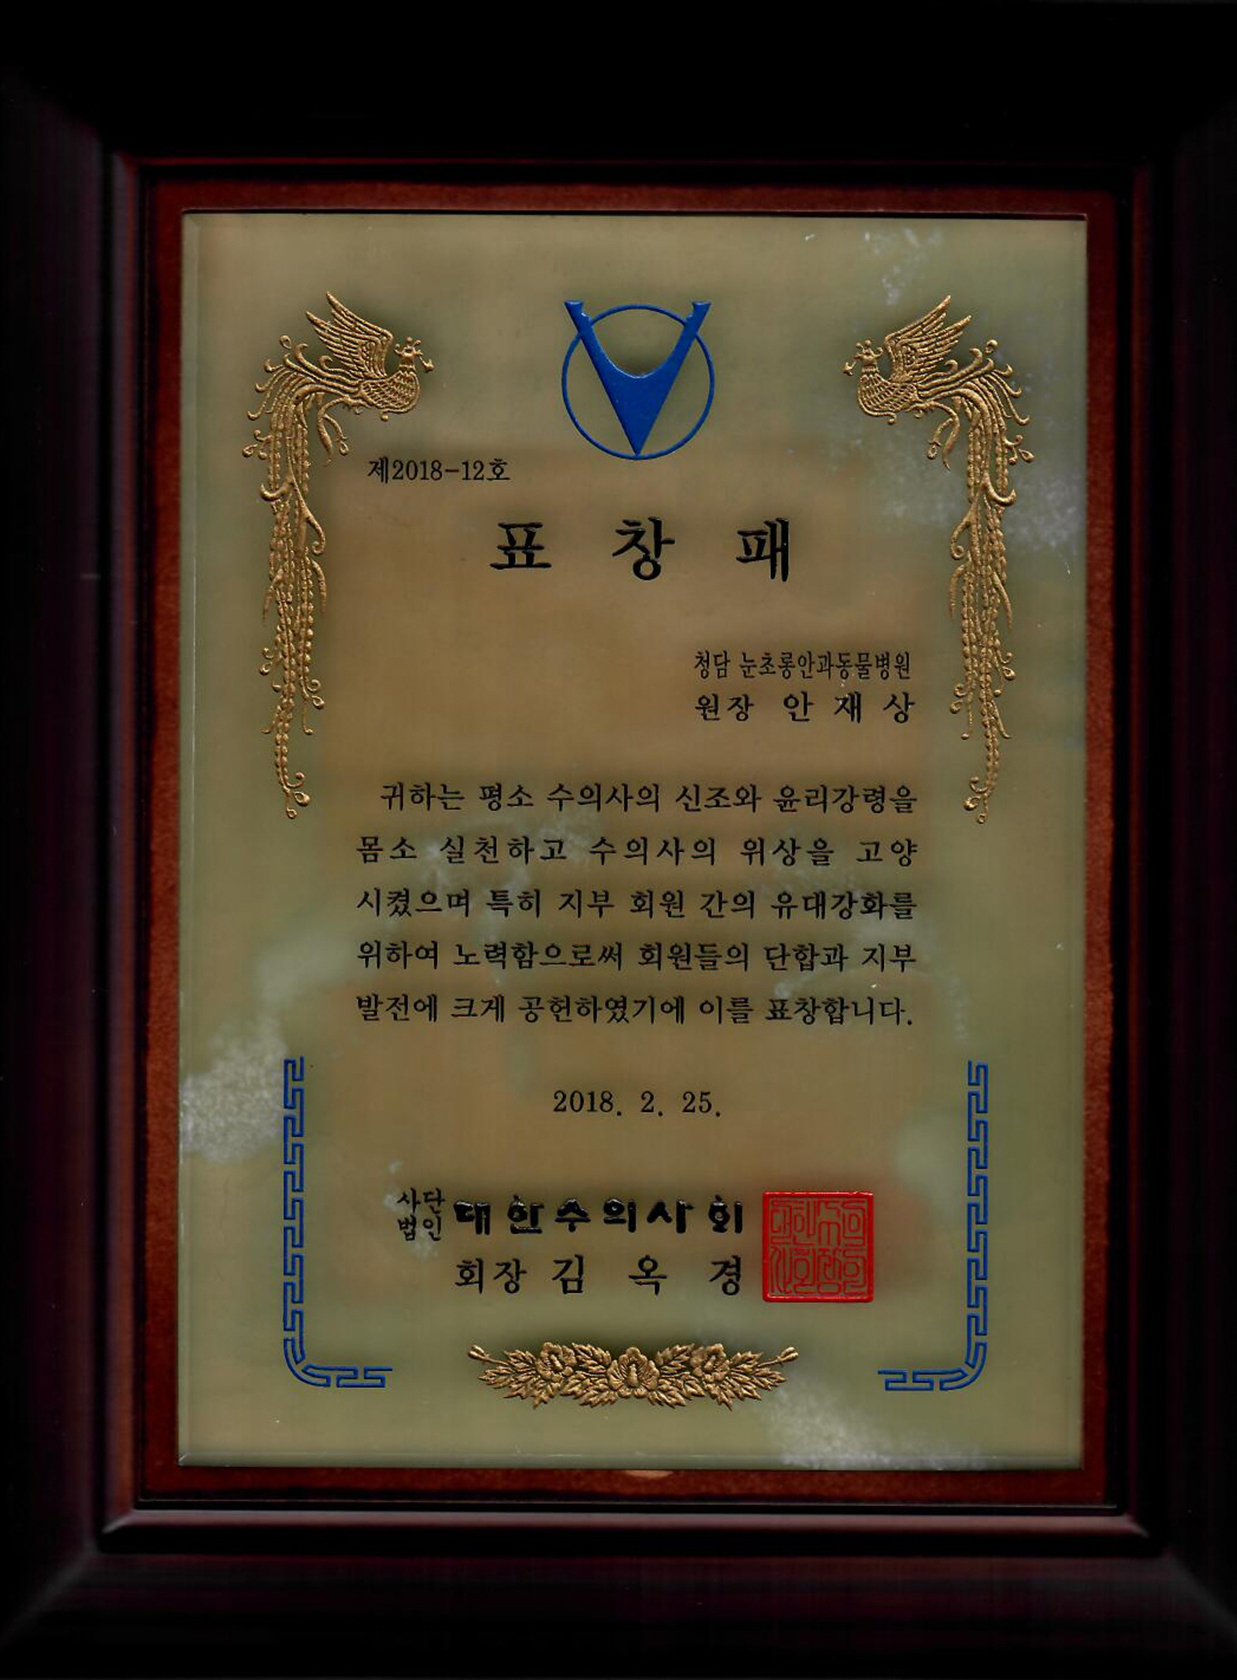 제2018-12호
표 창 패
청담 눈초롱안과동물병원
원장 안 재 상
귀하는 평소 수의사의 신조와 윤리강령을
몸소 실천하고 수의사의 위상을 고양
시켰으며 특히 지부 회원 간의 유대강화를
위하여 노력함으로써 회원들의 단합과 지부
발전에 크게 공헌하였기에 이를 표창합니다.
2018. 2. 25.
사단법인 대한수의사회
회장 김 옥 경